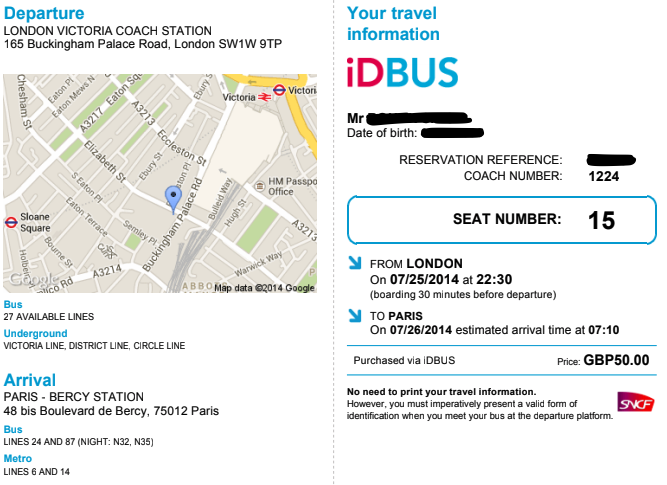 Departure
LONDON VICTORIA COACH STATION
165 Buckingham Palace Road, London SW1W 9TP
Chesham St
Eaton Pl
Eaton Mews N
A3217
Eaton Sq
A3213
Ebury St
Victoria
Victori
Eccleston St
Elizabeth St
Ebury St
S Eaton Pl
Eaton Terrace
Sloane
Square
Bourne St
Semley Pl
Buckingham Palace Rd
Bulleid Way
Hugh St
HM Passpo
Office
A3213
Warwick Way
A3214
Holbein
ABBO
Google
Map data ©2014 Google
Bus
27 AVAILABLE LINES
Underground
VICTORIA LINE, DISTRICT LINE, CIRCLE LINE
Arrival
PARIS - BERCY STATION
48 bis Boulevard de Bercy, 75012 Paris
Bus
LINES 24 AND 87 (NIGHT: N32, N35)
Metro
LINES 6 AND 14
Your travel
information
iDBUS
Mr
Date of birth:
RESERVATION REFERENCE:
COACH NUMBER: 1224
SEAT NUMBER: 15
FROM LONDON
On 07/25/2014 at 22:30
(boarding 30 minutes before departure)
TO PARIS
On 07/26/2014 estimated arrival time at 07:10
Purchased via iDBUS Price: GBP50.00
No need to print your travel information.
However, you must imperatively present a valid form of
identification when you meet your bus at the departure platform.
SNCF